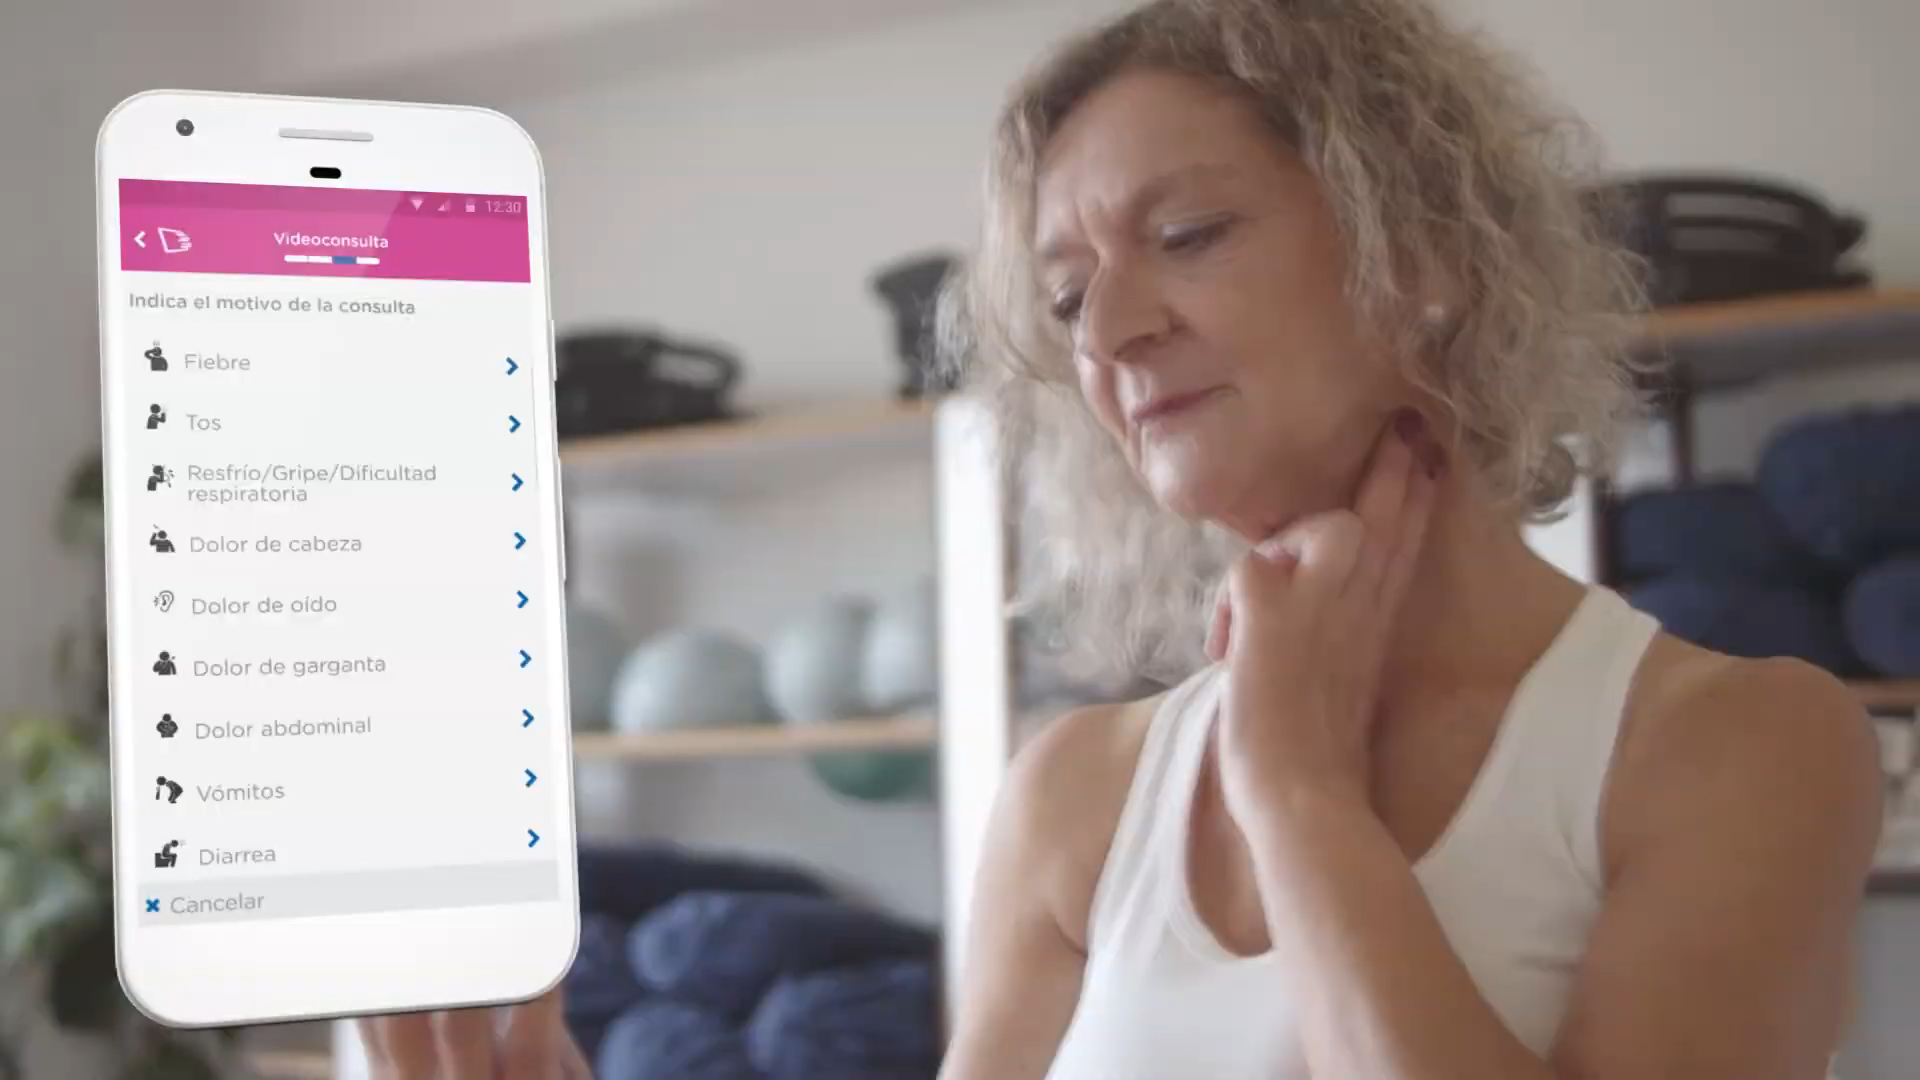 12:30
Videoconsulta
Indica el motivo de la consulta
Fiebre
Tos
Resfrío/Gripe/Dificultad
respiratoria
Dolor de cabeza
Dolor de oído
Dolor de garganta
Dolor abdominal
Vómitos
Diarrea
Cancelar